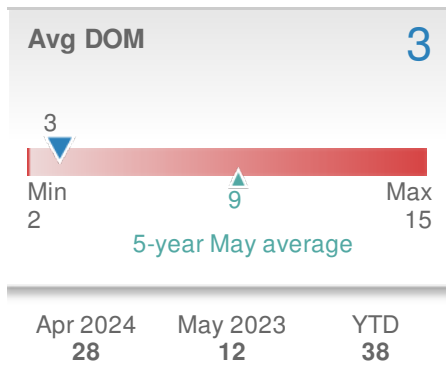 Avg DOM 3
3
Min Max
2 9 15
5-year May average
Apr 2024 May 2023 YTD
28 12 38